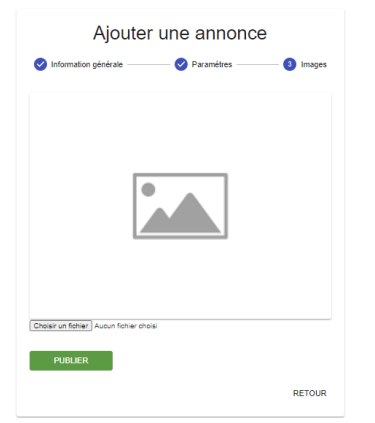 Ajouter une annonce
Information générale Paramètres 3 Images
Choisir un fichier Aucun fichier choisi
PUBLIER
RETOUR